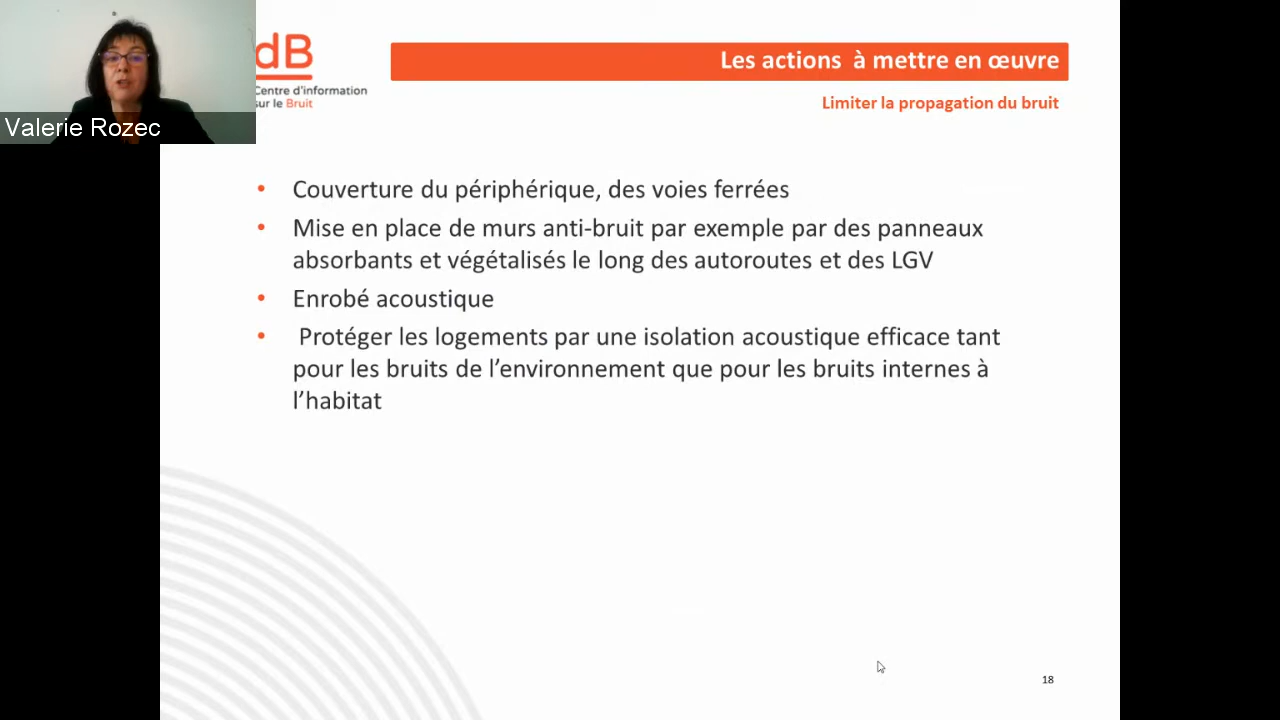 dB
Centre d'information
sur le Bruit
Valerie Rozec
Les actions à mettre en œuvre
Limiter la propagation du bruit
• Couverture du périphérique, des voies ferrées
• Mise en place de murs anti-bruit par exemple par des panneaux
absorbants et végétalisés le long des autoroutes et des LGV
• Enrobé acoustique
• Protéger les logements par une isolation acoustique efficace tant
pour les bruits de l’environnement que pour les bruits internes à
l’habitat
18